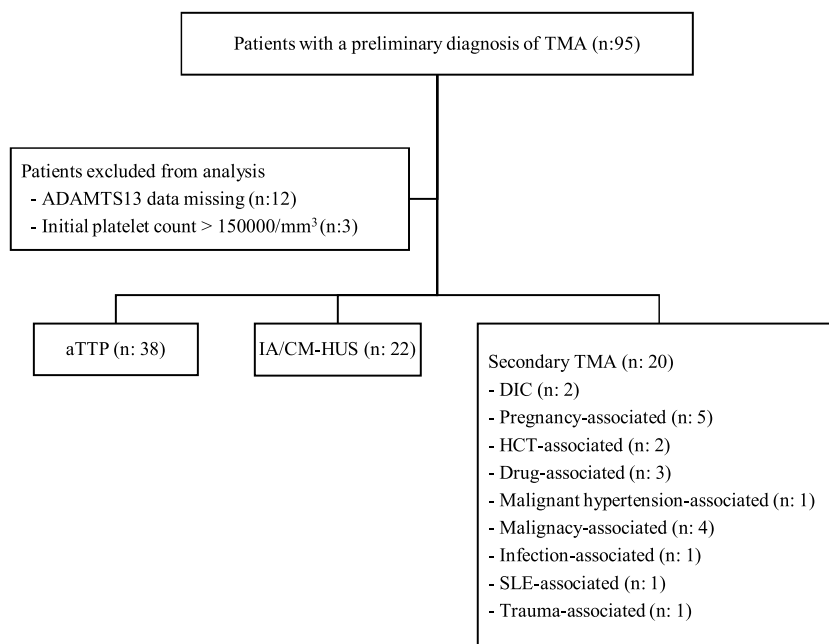 Patients with a preliminary diagnosis of TMA (n:95)
Patients excluded from analysis
- ADAMTS13 data missing (n:12)
- Initial platelet count > 150000/mm³ (n:3)
aTTP (n: 38)
IA/CM-HUS (n: 22)
Secondary TMA (n: 20)
- DIC (n: 2)
- Pregnancy-associated (n: 5)
- HCT-associated (n: 2)
- Drug-associated (n: 3)
- Malignant hypertension-associated (n: 1)
- Malignacy-associated (n: 4)
- Infection-associated (n: 1)
- SLE-associated (n: 1)
- Trauma-associated (n: 1)